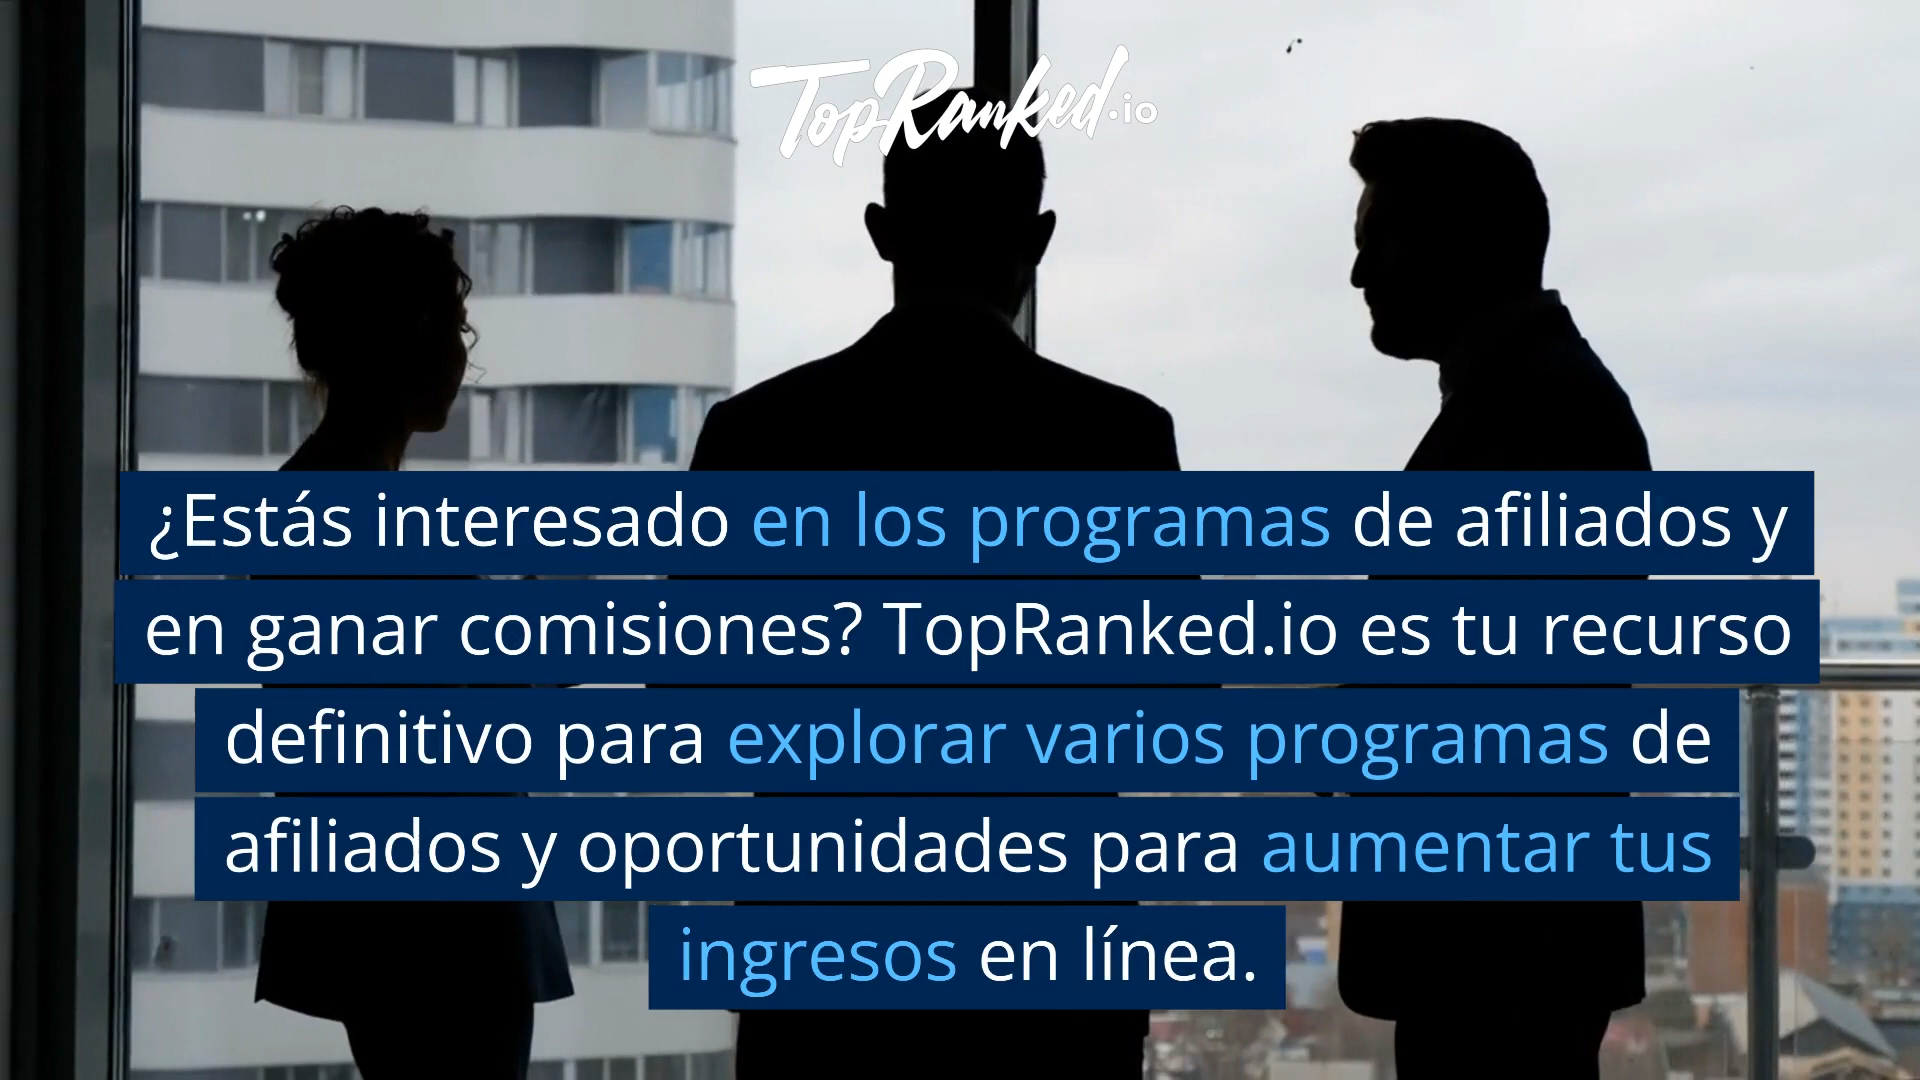 TopRanked.io
¿Estás interesado en los programas de afiliados y
en ganar comisiones? TopRanked.io es tu recurso
definitivo para explorar varios programas de
afiliados y oportunidades para aumentar tus
ingresos en línea.